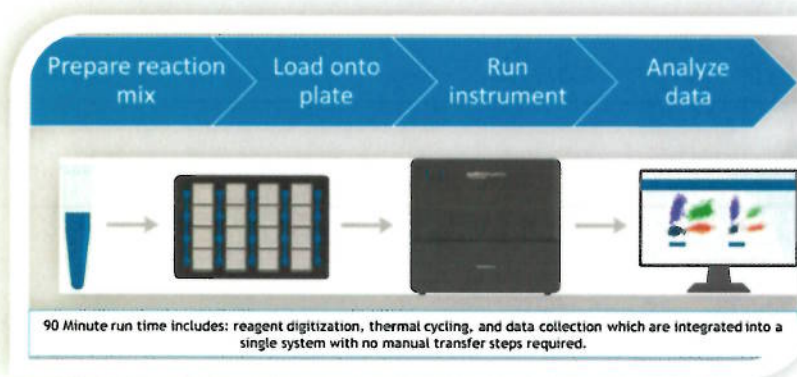 Prepare reaction
mix
Load onto
plate
Run
instrument
Analyze
data
90 Minute run time includes: reagent digitization, thermal cycling, and data collection which are integrated into a
single system with no manual transfer steps required.